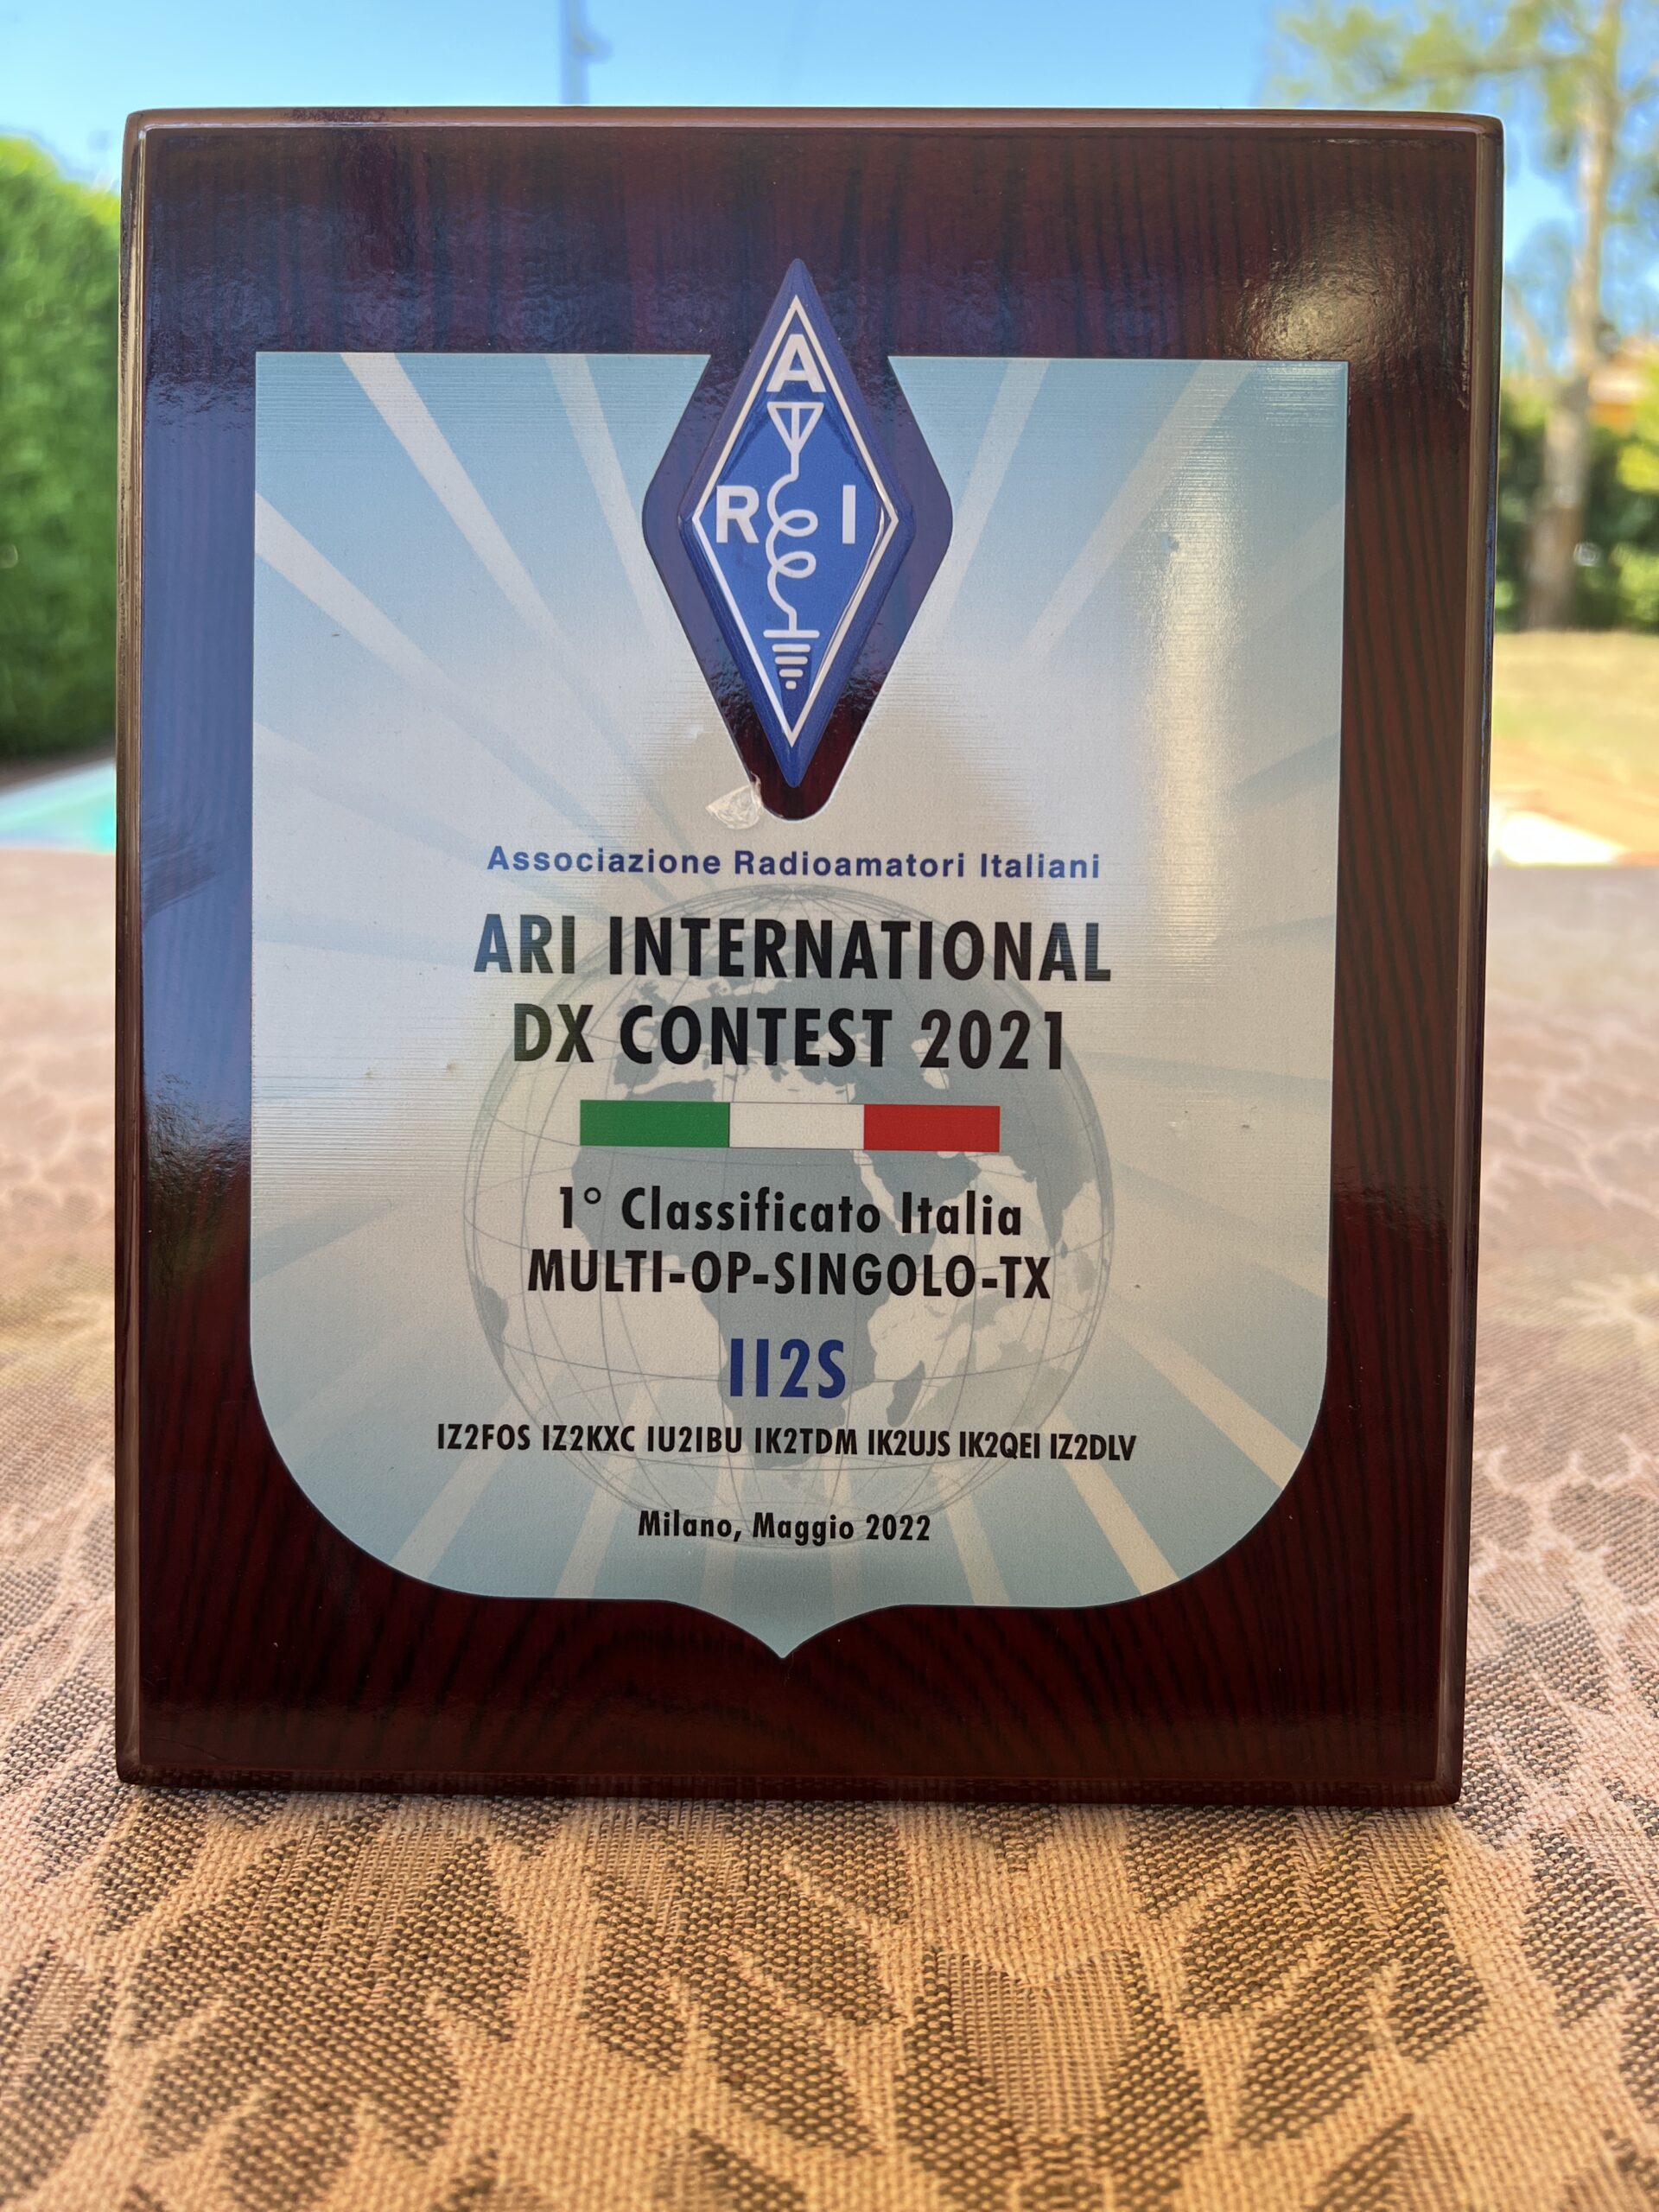 A
R I
Associazione Radioamatori Italiani
ARI INTERNATIONAL
DX CONTEST 2021
1° Classificato Italia
MULTI-OP-SINGOLO-TX
II2S
IZ2FOS IZ2KXC IU2IBU IK2TDM IK2UJS IK2QEI IZ2DLV
Milano, Maggio 2022